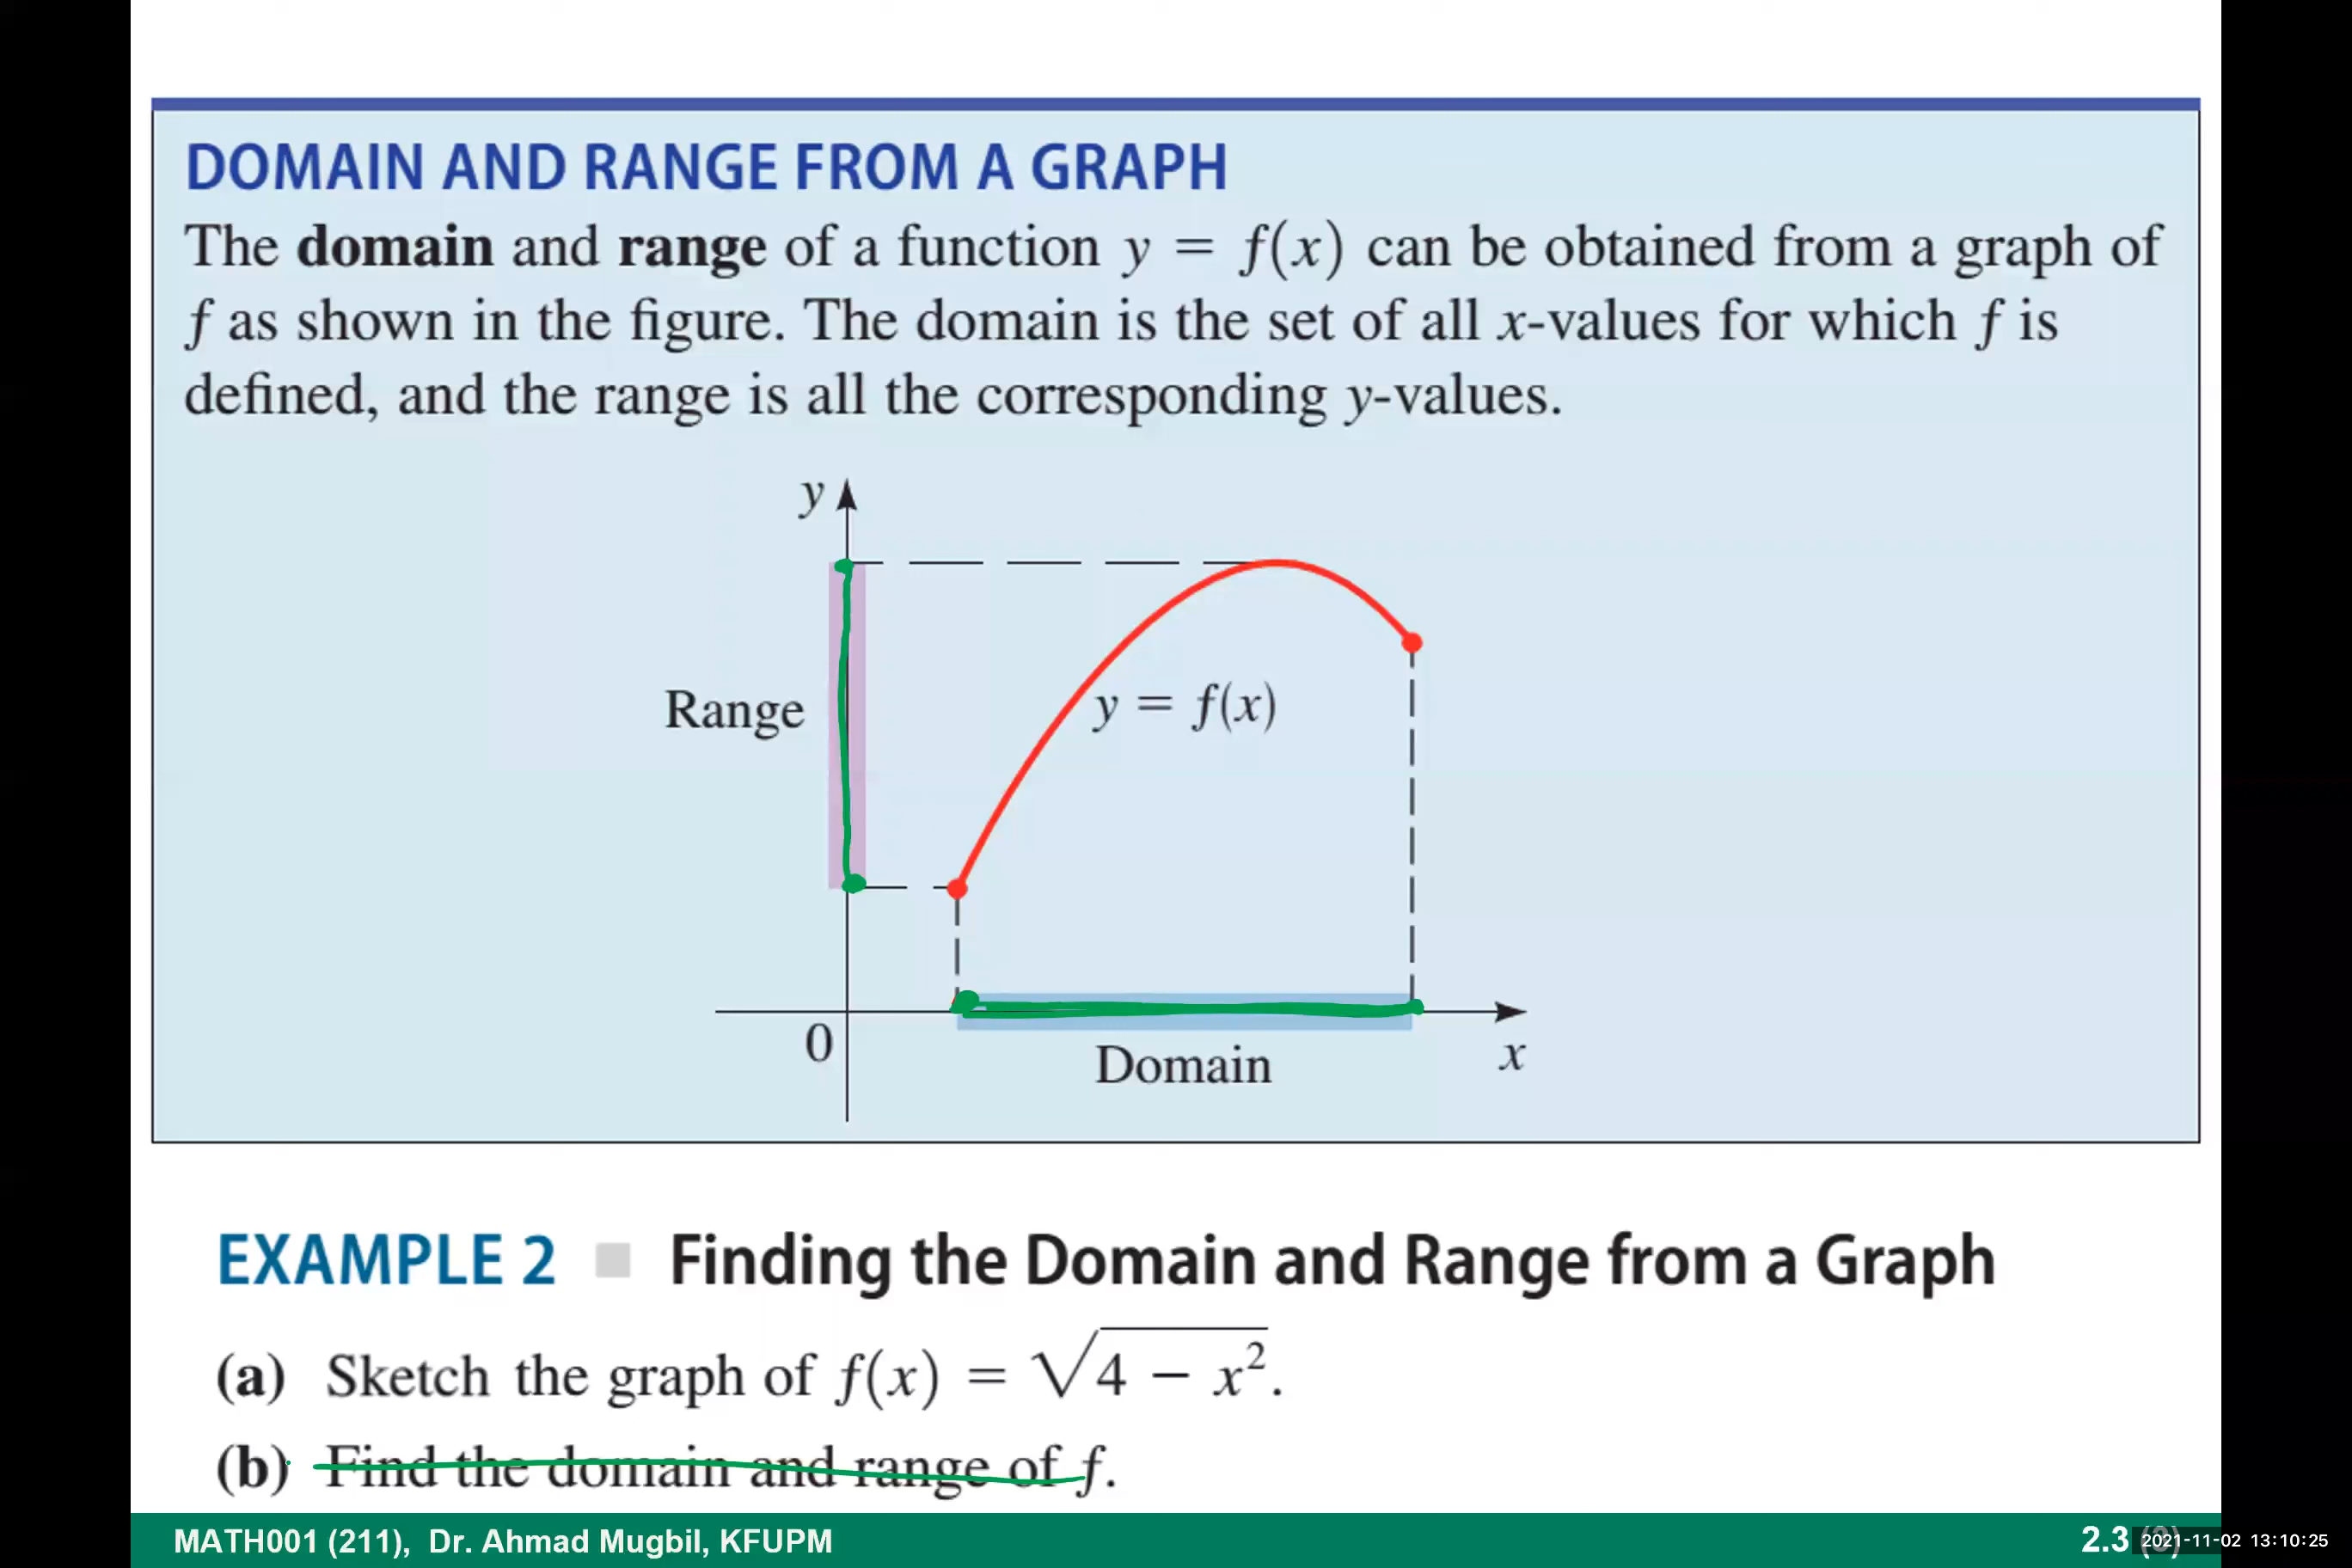 DOMAIN AND RANGE FROM A GRAPH
The domain and range of a function y = f(x) can be obtained from a graph of
f as shown in the figure. The domain is the set of all x-values for which f is
defined, and the range is all the corresponding y-values.
y
Range
y = f(x)
0
Domain
x
EXAMPLE 2 Finding the Domain and Range from a Graph
(a) Sketch the graph of f(x) = √(4 − x²).
(b) Find the domain and range of f.
MATH001 (211), Dr. Ahmad Mugbil, KFUPM
2.3
2021-11-02 13:10:25